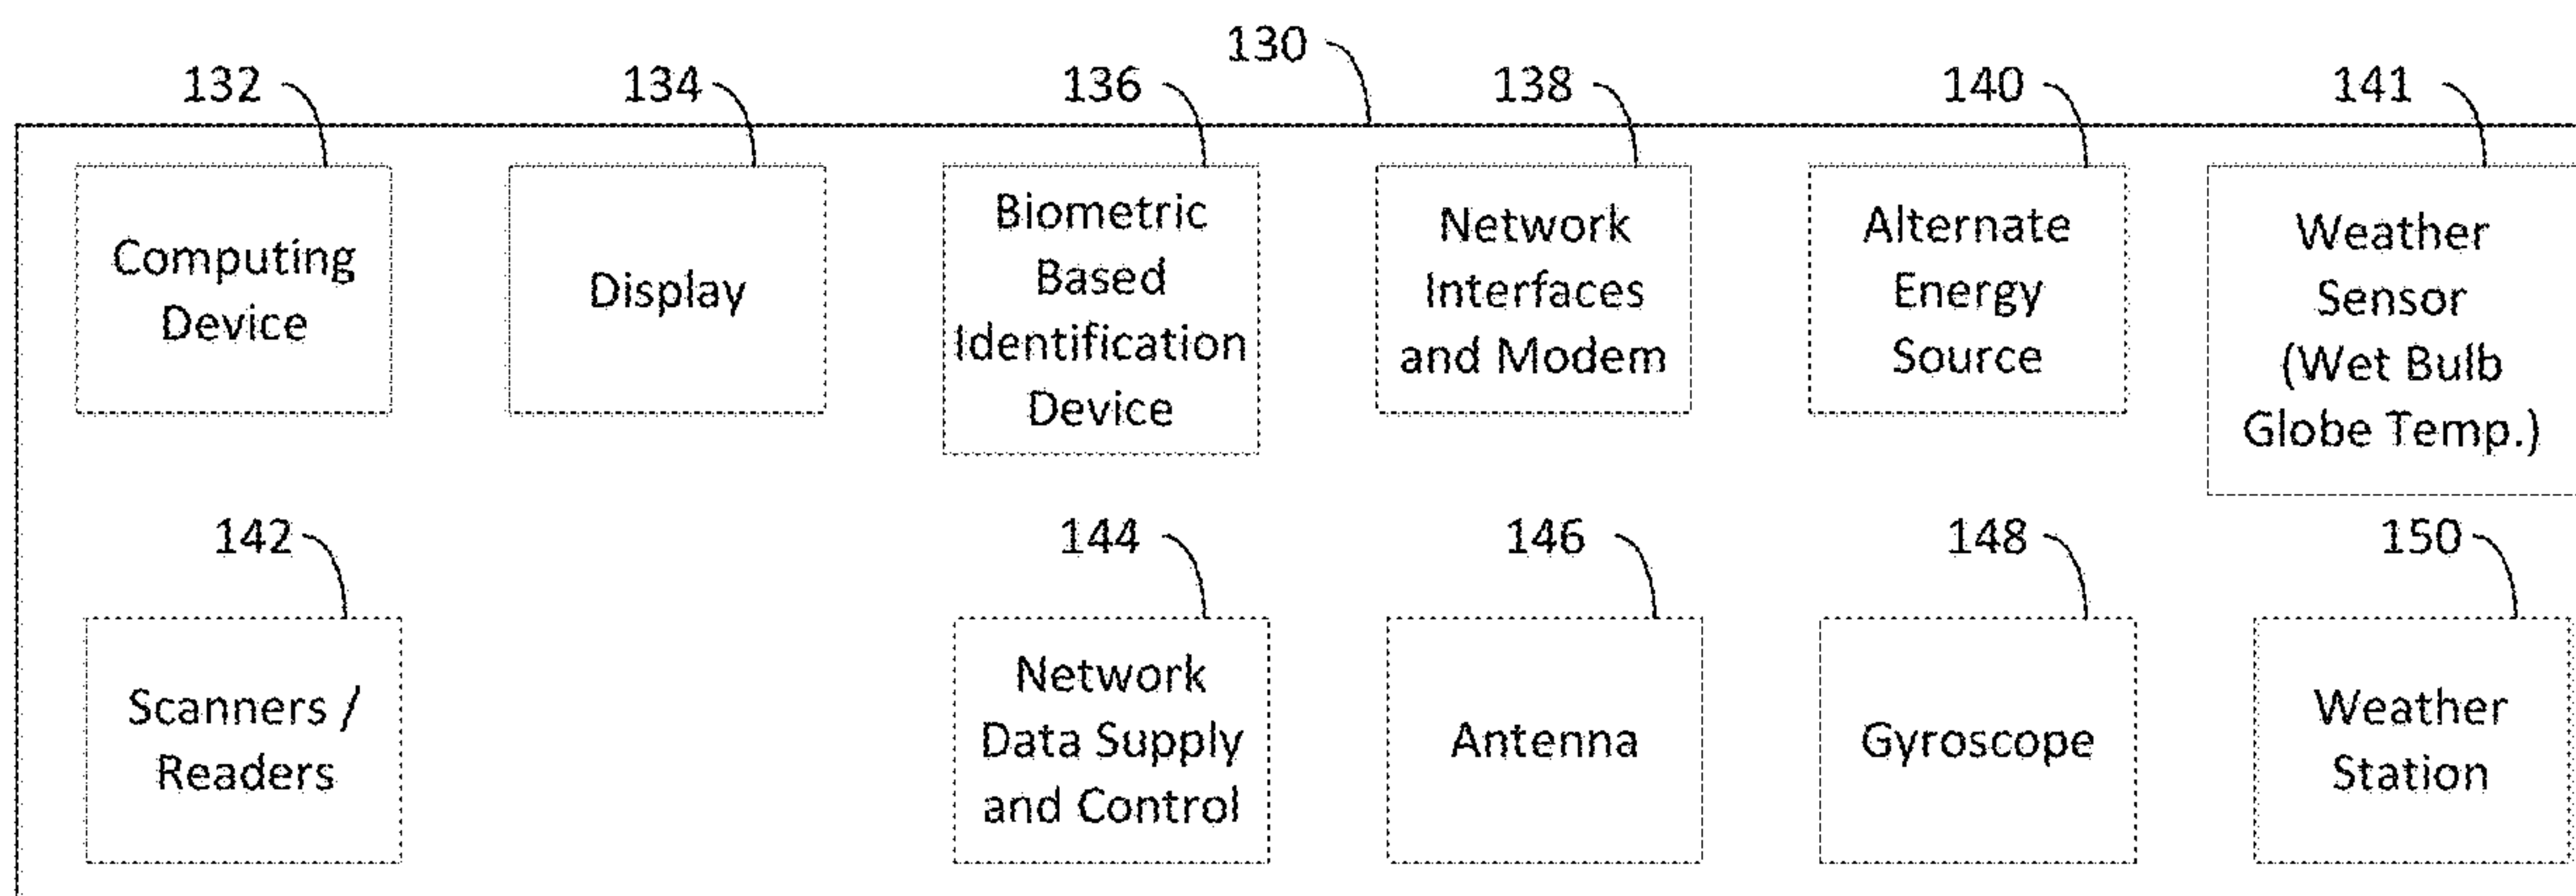 130
132
134
136
138
140
141
Computing
Device
Display
Biometric
Based
Identification
Device
Network
Interfaces
and Modem
Alternate
Energy
Source
Weather
Sensor
(Wet Bulb
Globe Temp.)
142
144
146
148
150
Scanners /
Readers
Network
Data Supply
and Control
Antenna
Gyroscope
Weather
Station